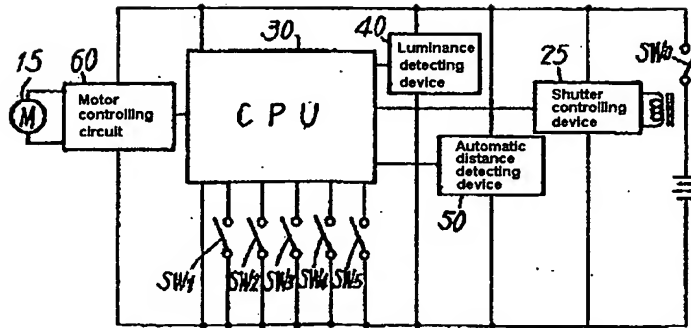 30
40
15
60
Luminance
detecting
device
25
SW0
Motor
controlling
circuit
M
CPU
Shutter
controlling
device
Automatic
distance
detecting
device
50
SW1
SW2
SW3
SW4
SW5